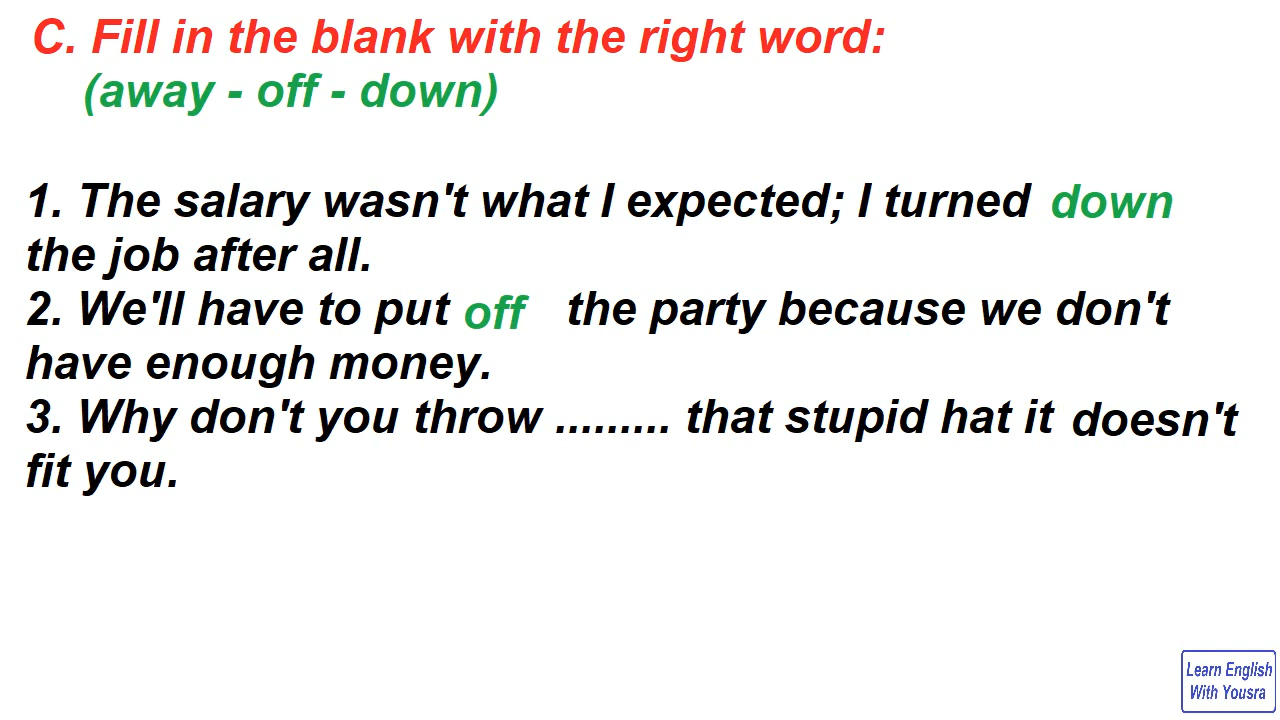 C. Fill in the blank with the right word:
(away - off - down)
1. The salary wasn't what I expected; I turned down
the job after all.
2. We'll have to put off the party because we don't
have enough money.
3. Why don't you throw ......... that stupid hat it doesn't
fit you.
Learn English
With Yousra